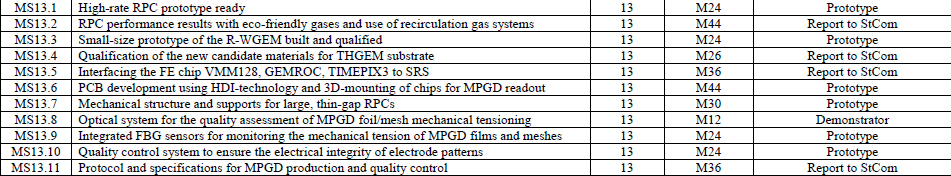 MS13.1 High-rate RPC prototype ready 13 M24 Prototype
MS13.2 RPC performance results with eco-friendly gases and use of recirculation gas systems 13 M44 Report to StCom
MS13.3 Small-size prototype of the R-WGEM built and qualified 13 M24 Prototype
MS13.4 Qualification of the new candidate materials for THGEM substrate 13 M26 Report to StCom
MS13.5 Interfacing the FE chip VMM128, GEMROC, TIMEPIX3 to SRS 13 M36 Report to StCom
MS13.6 PCB development using HDI-technology and 3D-mounting of chips for MPGD readout 13 M44 Prototype
MS13.7 Mechanical structure and supports for large, thin-gap RPCs 13 M30 Prototype
MS13.8 Optical system for the quality assessment of MPGD foil/mesh mechanical tensioning 13 M12 Demonstrator
MS13.9 Integrated FBG sensors for monitoring the mechanical tension of MPGD films and meshes 13 M24 Prototype
MS13.10 Quality control system to ensure the electrical integrity of electrode patterns 13 M24 Prototype
MS13.11 Protocol and specifications for MPGD production and quality control 13 M36 Report to StCom